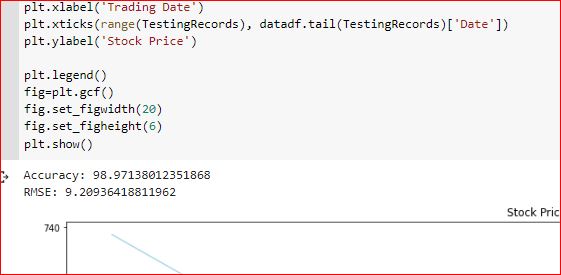 plt.xlabel('Trading Date')
plt.xticks(range(TestingRecords), datadf.tail(TestingRecords)['Date'])
plt.ylabel('Stock Price')
plt.legend()
fig=plt.gcf()
fig.set_figwidth(20)
fig.set_figheight(6)
plt.show()
Accuracy: 98.97138012351868
RMSE: 9.20936418811962
Stock Pric
740